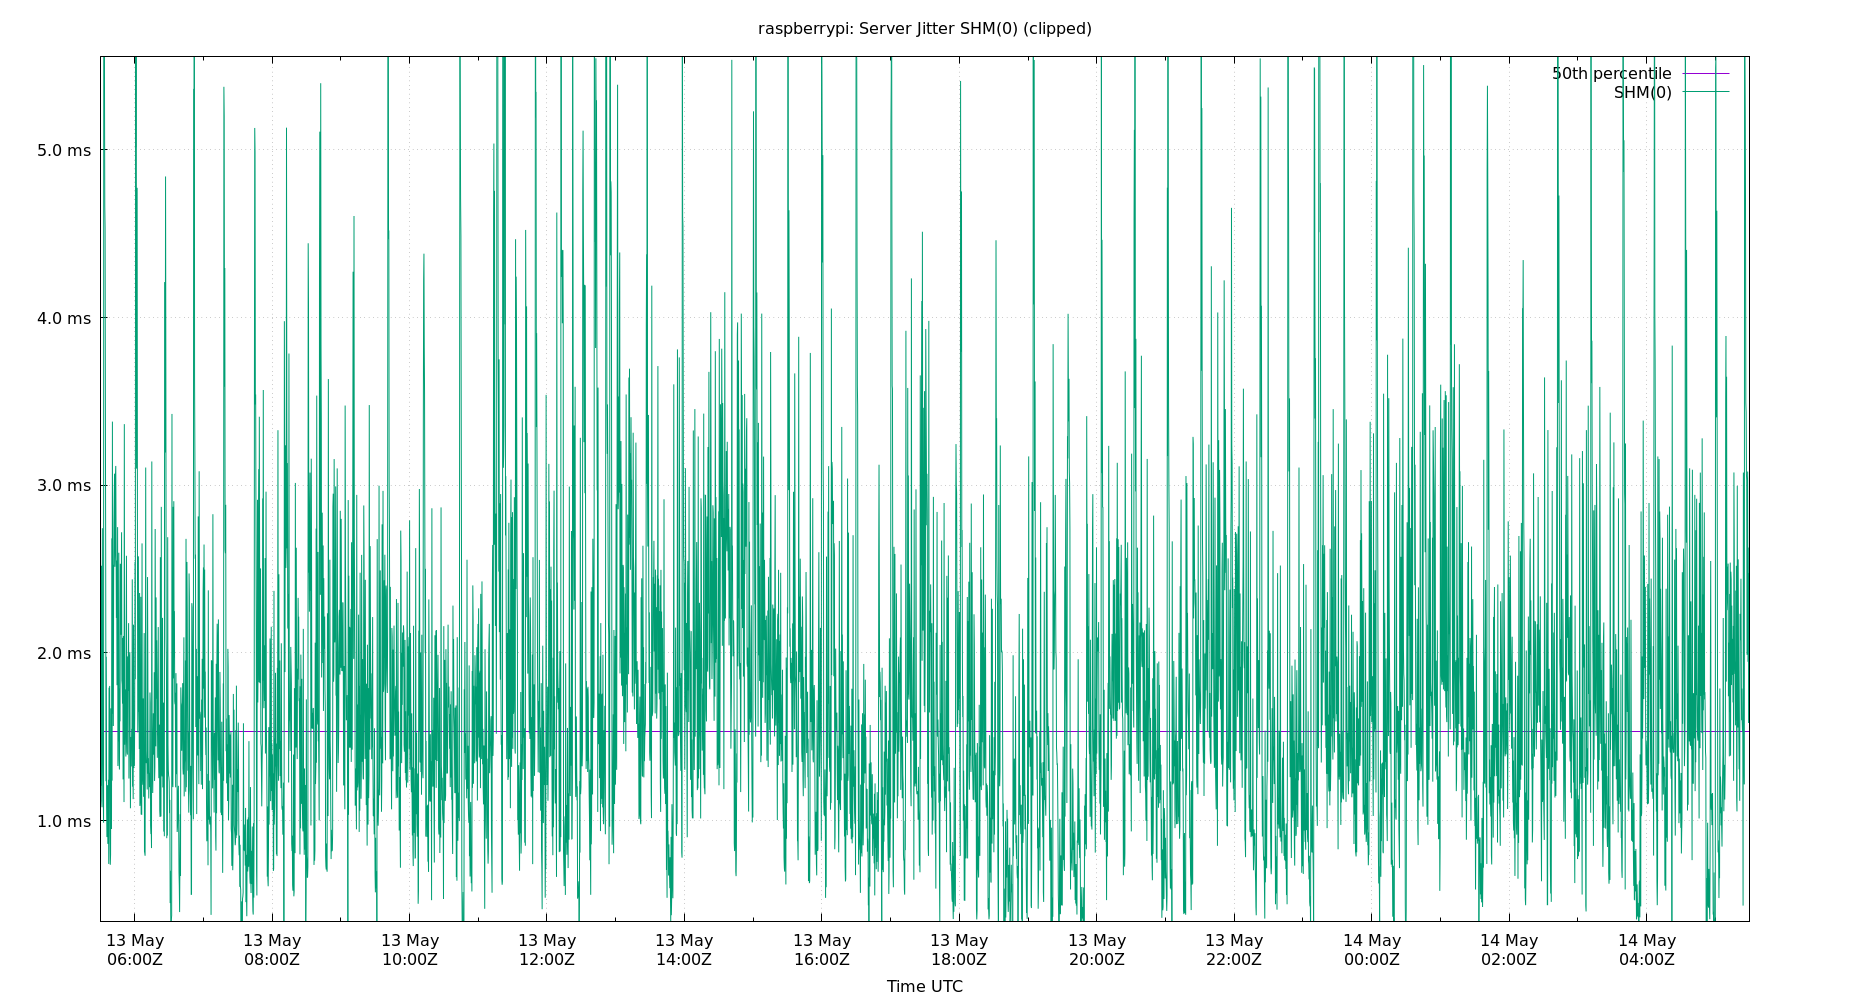 raspberrypi: Server Jitter SHM(0) (clipped)
50th percentile
SHM(0)
5.0 ms
4.0 ms
3.0 ms
2.0 ms
1.0 ms
13 May 13 May 13 May 13 May 13 May 13 May 13 May 13 May 13 May 14 May 14 May 14 May
06:00Z 08:00Z 10:00Z 12:00Z 14:00Z 16:00Z 18:00Z 20:00Z 22:00Z 00:00Z 02:00Z 04:00Z
Time UTC